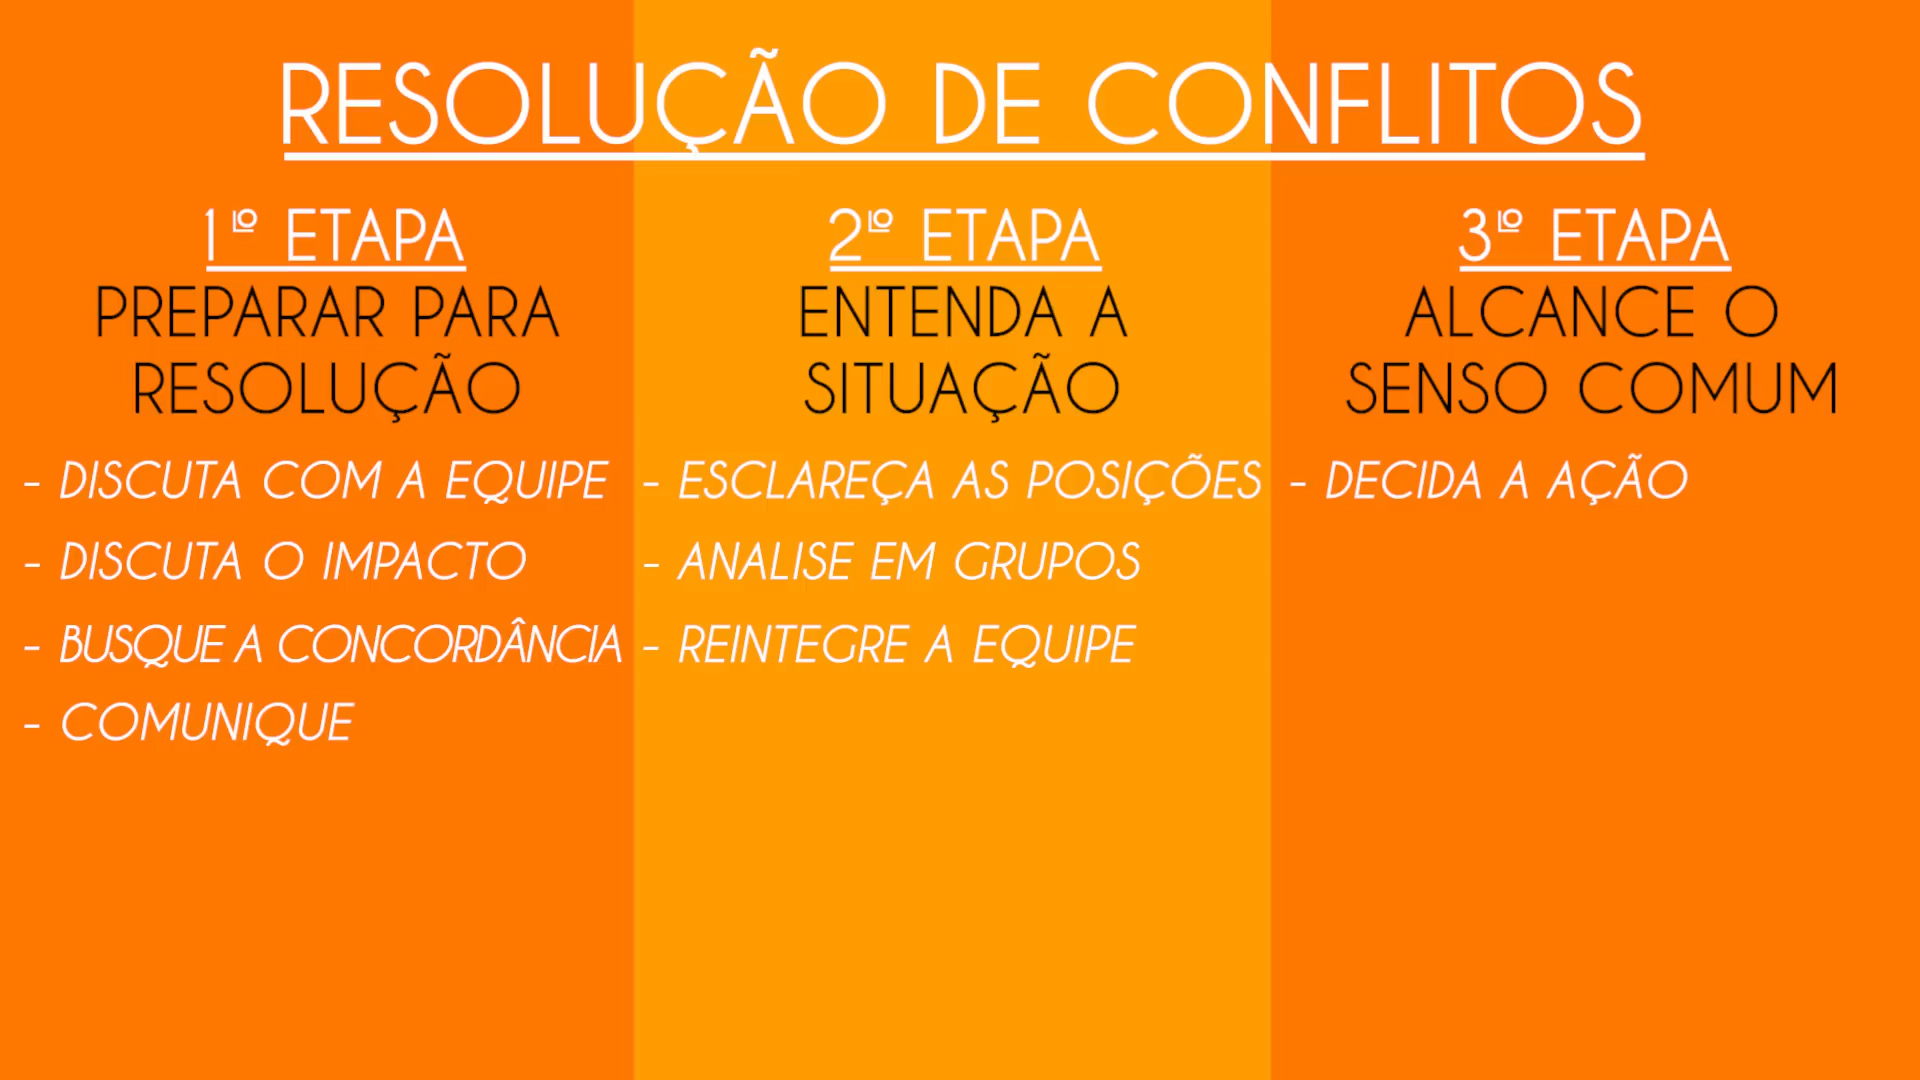 RESOLUÇÃO DE CONFLITOS
1º ETAPA
PREPARAR PARA
RESOLUÇÃO
- DISCUTA COM A EQUIPE
- DISCUTA O IMPACTO
- BUSQUE A CONCORDÂNCIA
- COMUNIQUE
2º ETAPA
ENTENDA A
SITUAÇÃO
- ESCLAREÇA AS POSIÇÕES
- ANALISE EM GRUPOS
- REINTEGRE A EQUIPE
3º ETAPA
ALCANCE O
SENSO COMUM
- DECIDA A AÇÃO